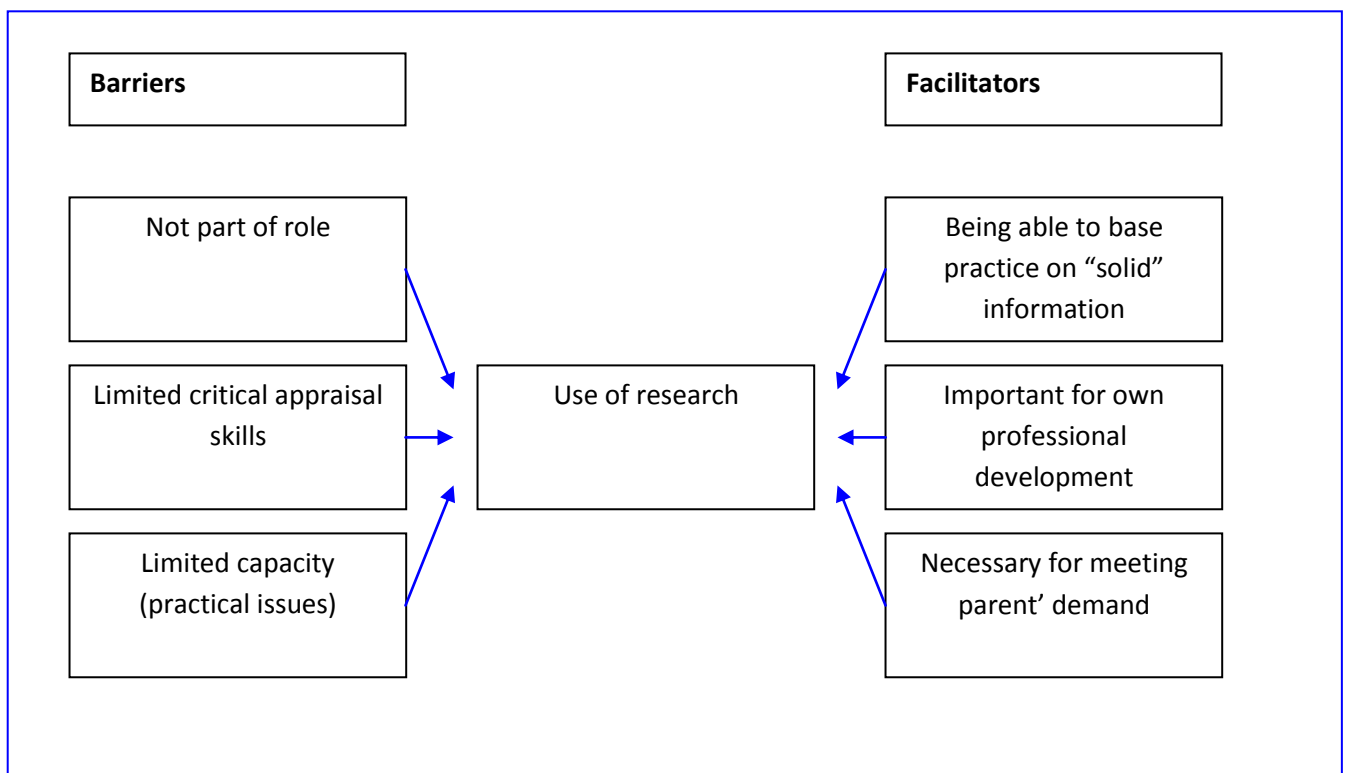 Barriers
Facilitators
Not part of role
Being able to base
practice on “solid”
information
Limited critical appraisal
skills
Use of research
Important for own
professional
development
Limited capacity
(practical issues)
Necessary for meeting
parent’ demand